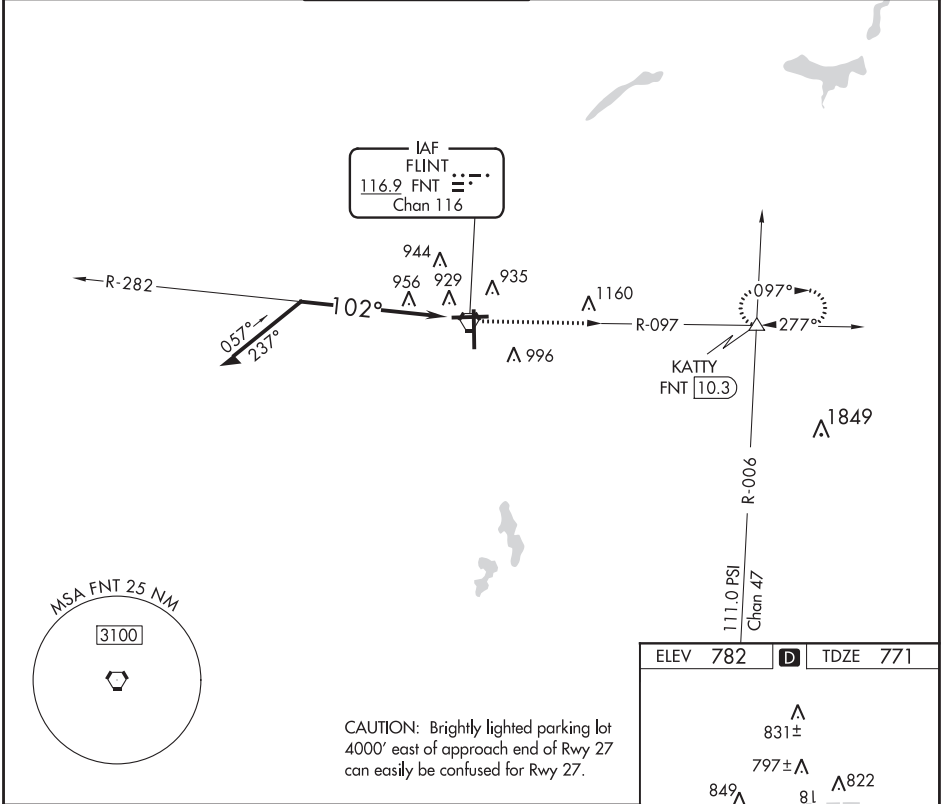 IAF
FLINT
116.9 FNT
Chan 116
944
956
929
935
1160
996
R-282
102°
057°
237°
R-097
097°
277°
KATTY
FNT 10.3
1849
R-006
111.0 PSI
Chan 47
MSA FNT 25 NM
3100
CAUTION: Brightly lighted parking lot
4000' east of approach end of Rwy 27
can easily be confused for Rwy 27.
ELEV 782 D TDZE 771
831±
797±
822
849